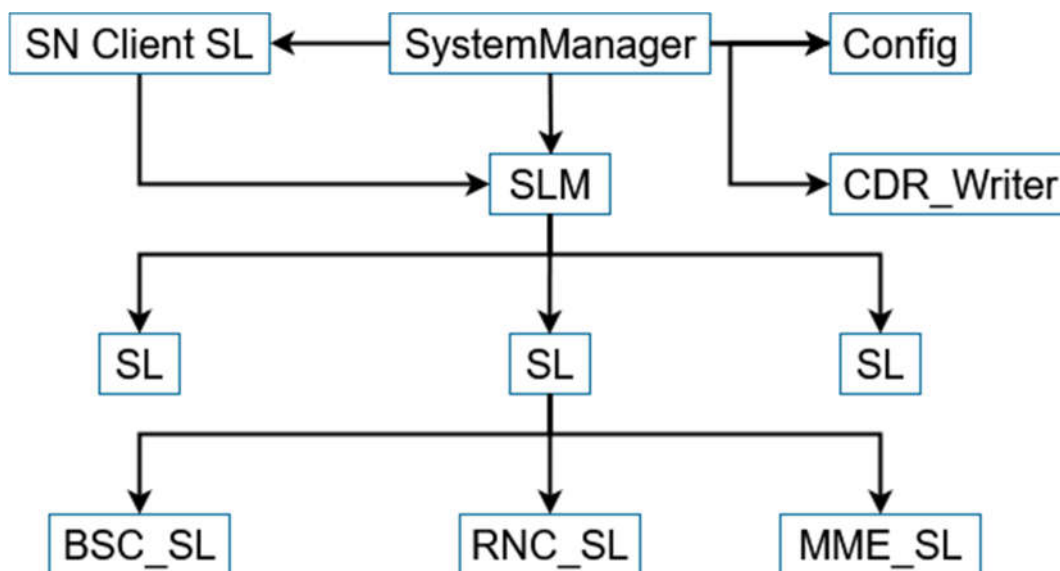 SN Client SL
SystemManager
Config
SLM
CDR_Writer
SL
SL
SL
BSC_SL
RNC_SL
MME_SL